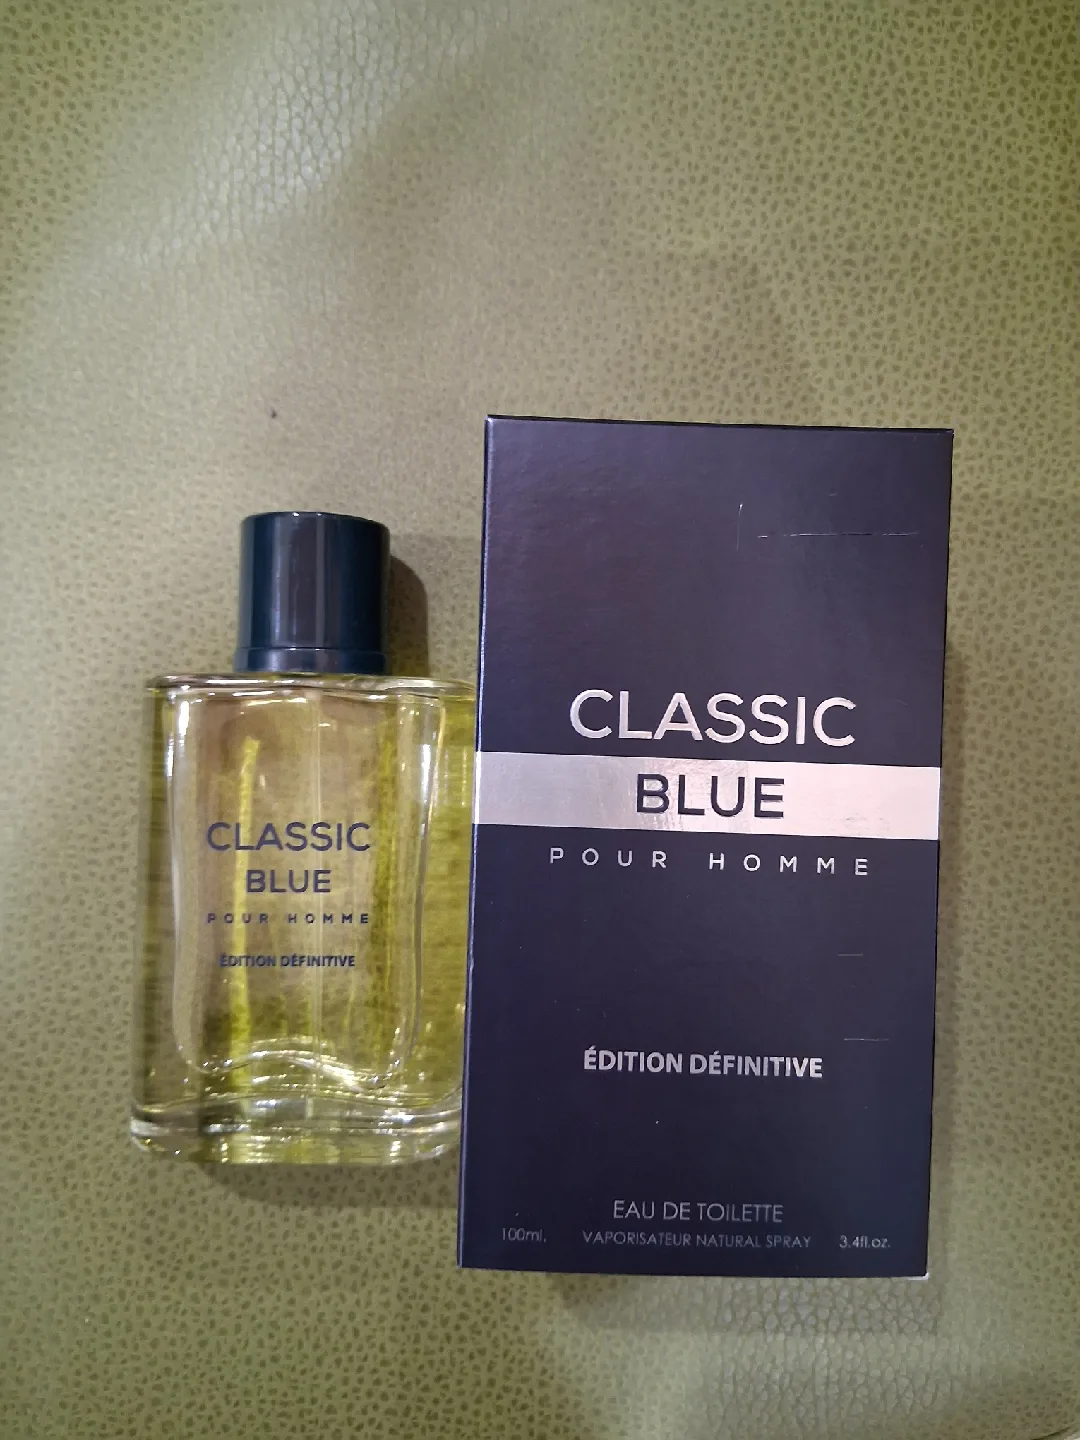 CLASSIC
BLUE
POUR HOMME
ÉDITION DÉFINITIVE
CLASSIC
BLUE
POUR HOMME
ÉDITION DÉFINITIVE
EAU DE TOILETTE
100ml. VAPORISATEUR NATURAL SPRAY 3.4fl.oz.